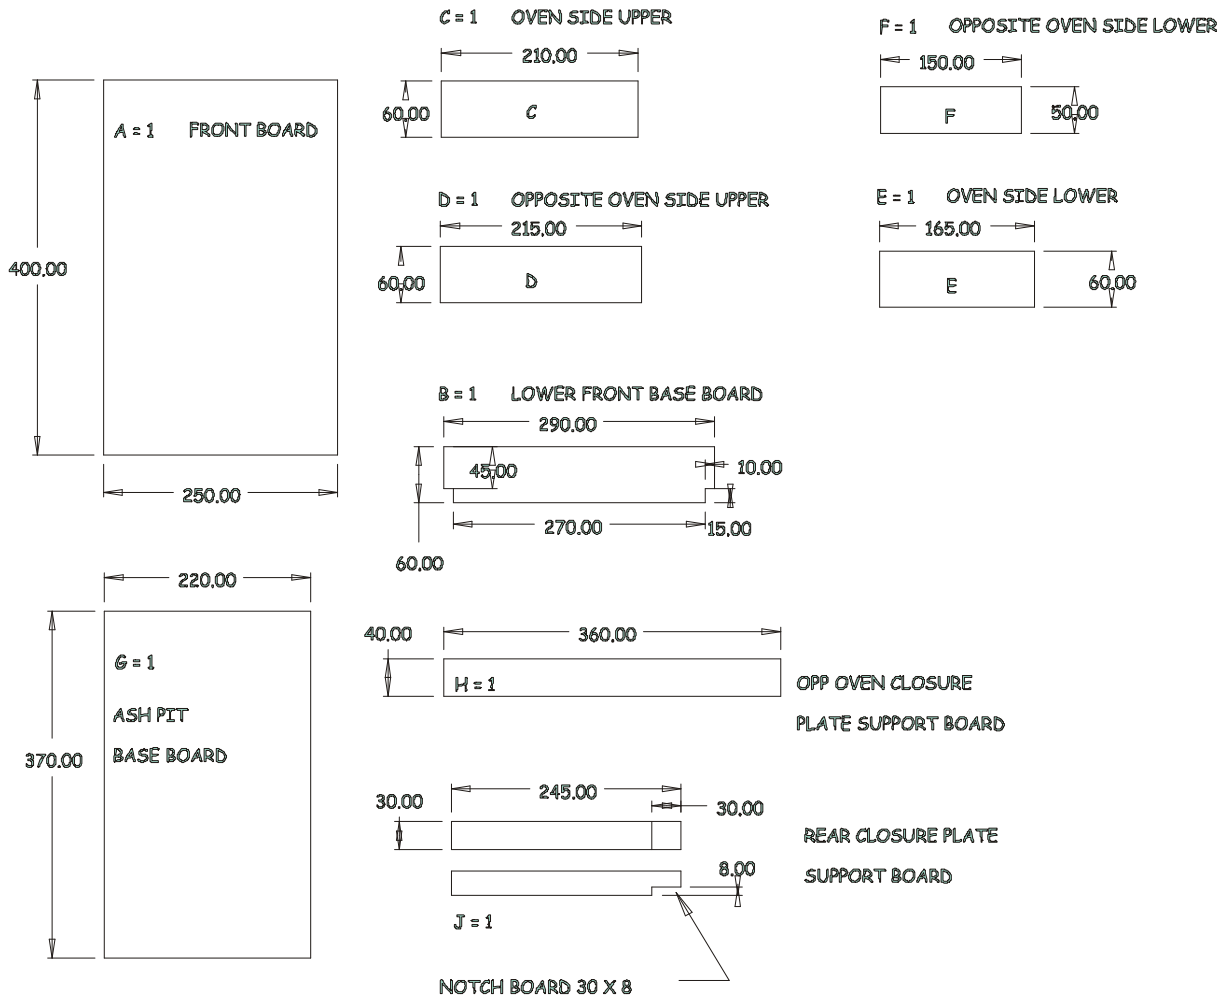 C = 1 OVEN SIDE UPPER
210.00
60.00
C
F = 1 OPPOSITE OVEN SIDE LOWER
150.00
50.00
F
A = 1 FRONT BOARD
400.00
250.00
D = 1 OPPOSITE OVEN SIDE UPPER
215.00
60.00
D
E = 1 OVEN SIDE LOWER
165.00
60.00
E
B = 1 LOWER FRONT BASE BOARD
290.00
45.00
10.00
270.00
15.00
60.00
220.00
G = 1
ASH PIT
BASE BOARD
370.00
40.00
360.00
H = 1
OPP OVEN CLOSURE
PLATE SUPPORT BOARD
245.00
30.00
30.00
REAR CLOSURE PLATE
SUPPORT BOARD
8.00
J = 1
NOTCH BOARD 30 X 8